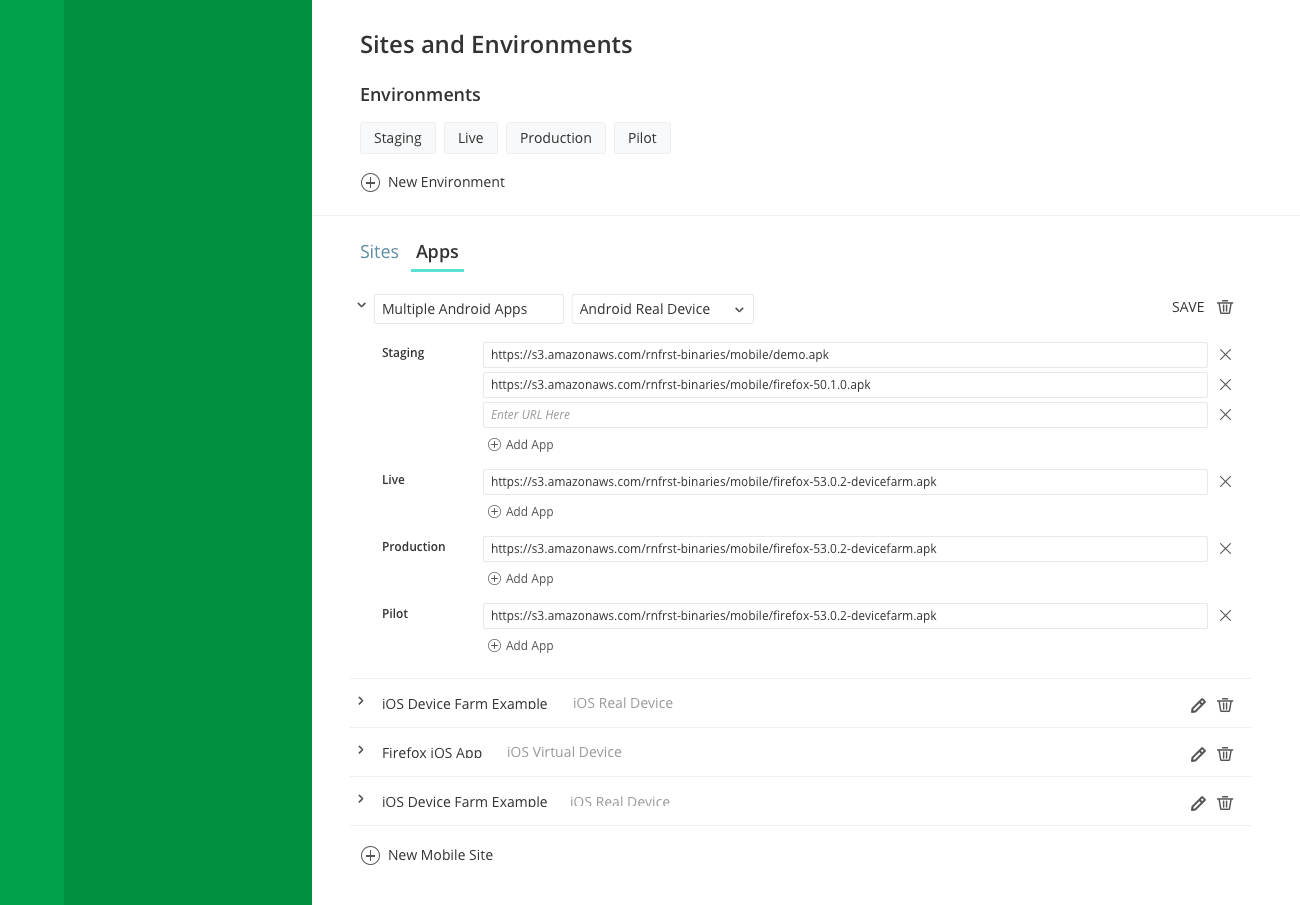 Sites and Environments
Environments
Staging Live Production Pilot
New Environment
Sites Apps
Multiple Android Apps Android Real Device SAVE
Staging https://s3.amazonaws.com/rnfrst-binaries/mobile/demo.apk
https://s3.amazonaws.com/rnfrst-binaries/mobile/firefox-50.1.0.apk
Enter URL Here
Add App
Live https://s3.amazonaws.com/rnfrst-binaries/mobile/firefox-53.0.2-devicefarm.apk
Add App
Production https://s3.amazonaws.com/rnfrst-binaries/mobile/firefox-53.0.2-devicefarm.apk
Add App
Pilot https://s3.amazonaws.com/rnfrst-binaries/mobile/firefox-53.0.2-devicefarm.apk
Add App
iOS Device Farm Example iOS Real Device
Firefox iOS App iOS Virtual Device
iOS Device Farm Example iOS Real Device
New Mobile Site